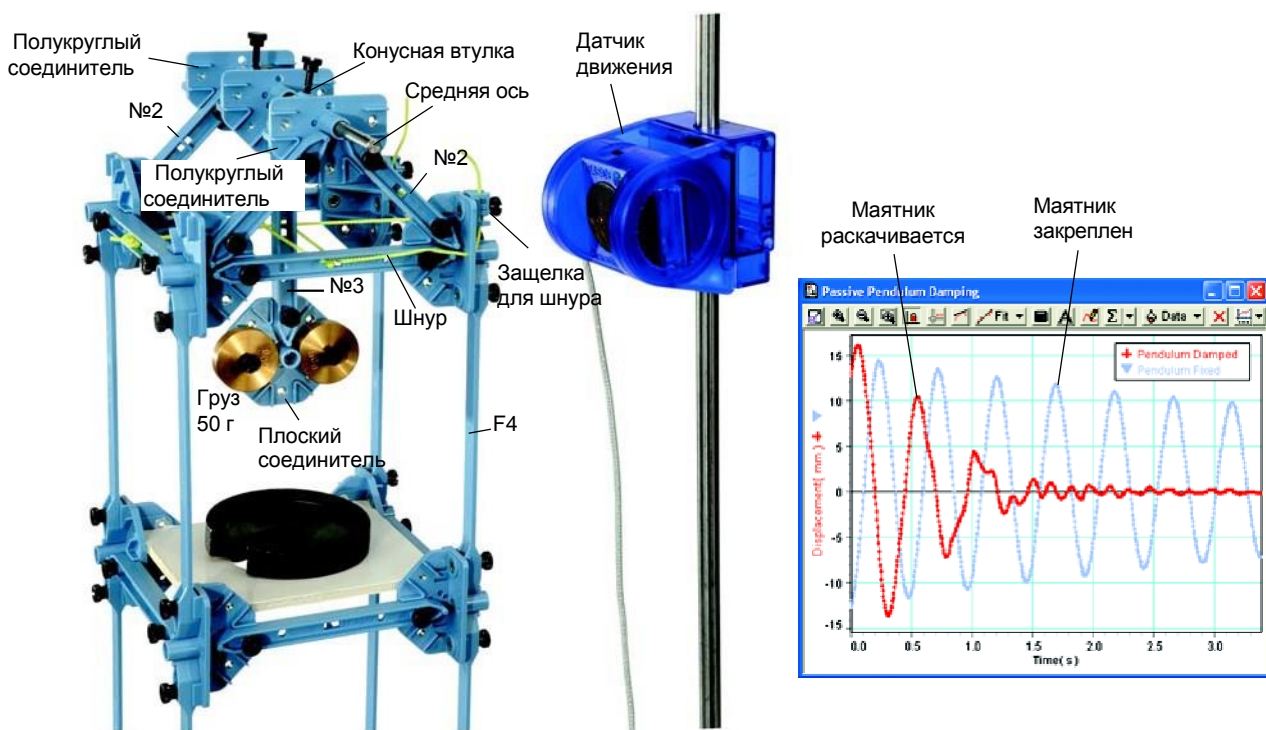 Полукруглый
соединитель
Конусная втулка
Средняя ось
№2
Полукруглый
соединитель
№2
Защелка
для шнура
№3
Шнур
Груз
50 г
Плоский
соединитель
F4
Датчик
движения
Маятник
раскачивается
Маятник
закреплен
Passive Pendulum Damping
Fit
Σ
Data
Pendulum Damped
Pendulum Fixed
Displacement( mm )
15
10
5
0
-5
-10
-15
0.0 0.5 1.0 1.5 2.0 2.5 3.0
Time( s )